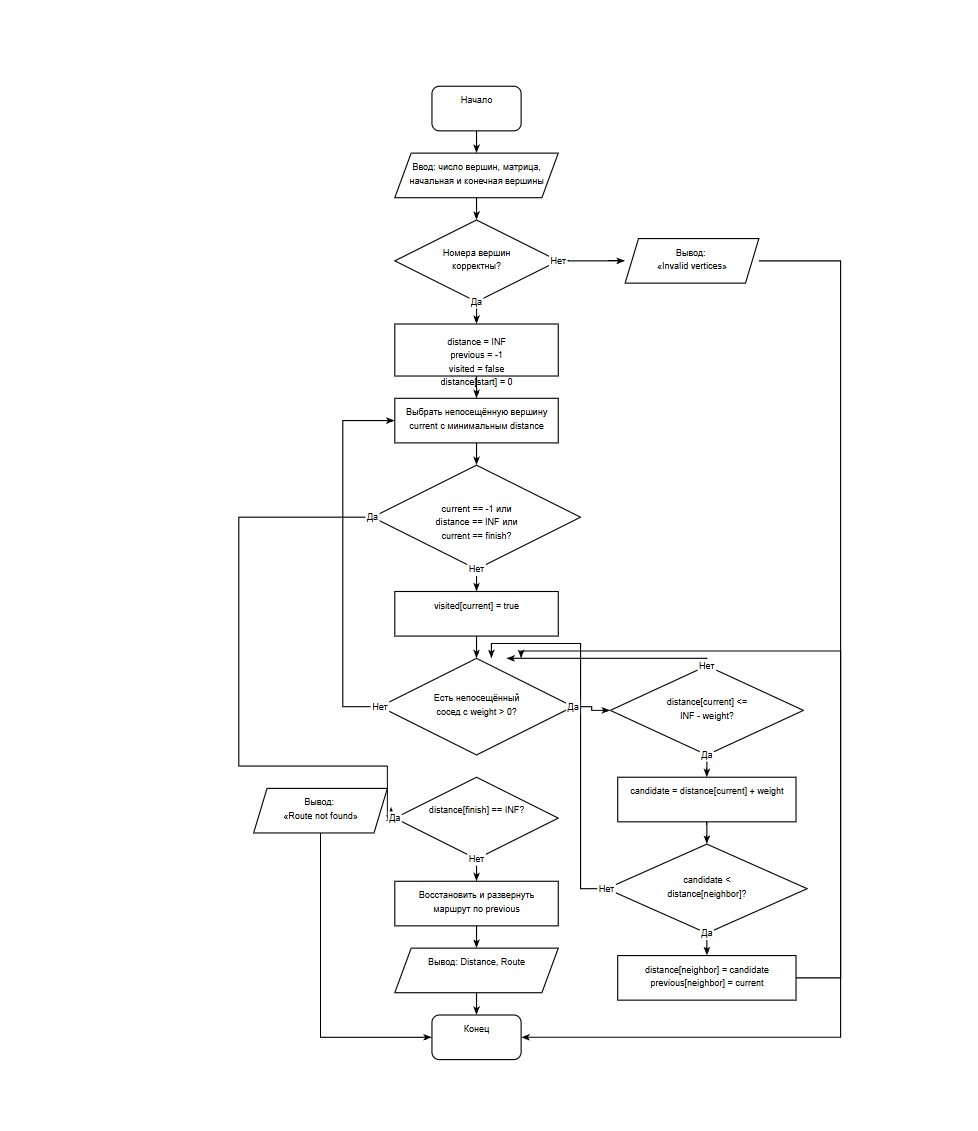 Начало
Ввод: число вершин, матрица,
начальная и конечная вершины
Номера вершин
корректны?
Нет
Вывод:
«Invalid vertices»
Да
distance = INF
previous = -1
visited = false
distance[start] = 0
Выбрать непосещённую вершину
current с минимальным distance
current == -1 или
distance == INF или
current == finish?
Да
Нет
visited[current] = true
Есть непосещённый
сосед с weight > 0?
Нет
Да
Нет
distance[current] <=
INF - weight?
Да
candidate = distance[current] + weight
candidate <
distance[neighbor]?
Нет
Да
distance[neighbor] = candidate
previous[neighbor] = current
Вывод:
«Route not found»
Да
distance[finish] == INF?
Нет
Восстановить и развернуть
маршрут по previous
Вывод: Distance, Route
Конец